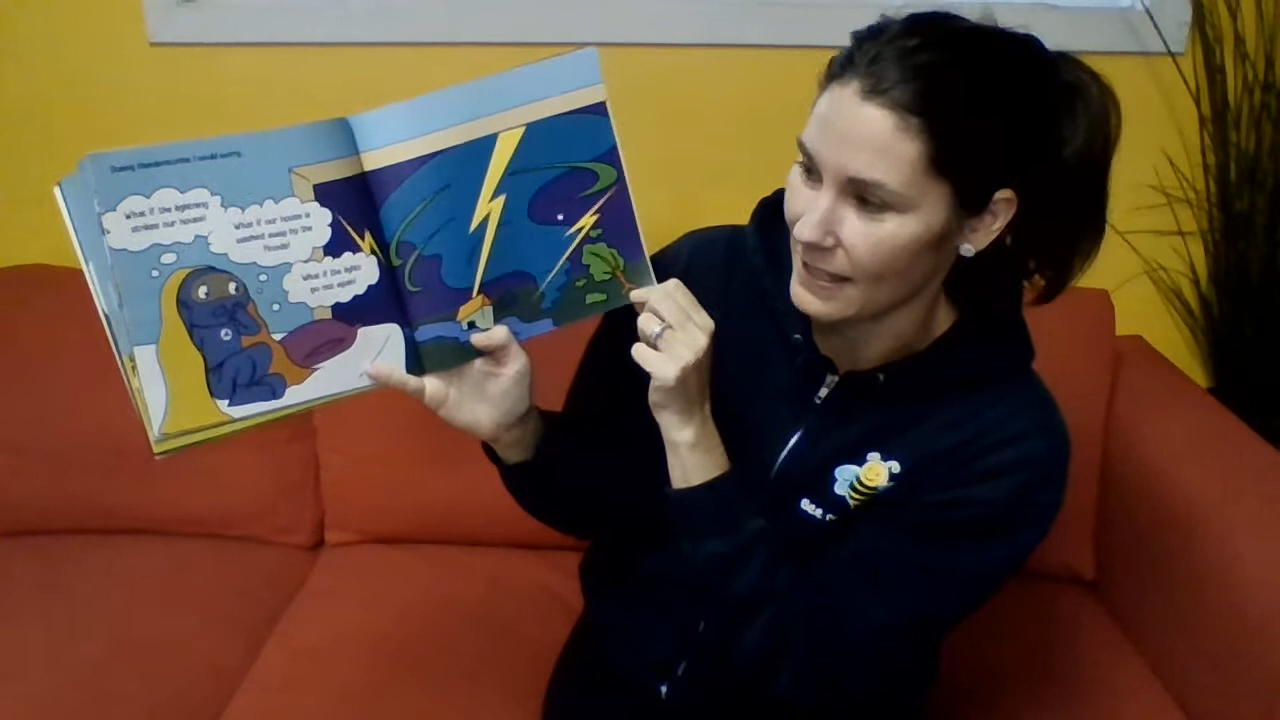 During thunderstorms I would worry,
What if the lightning
strikes our house?
What if our house is
washed away by the
floods?
What if the lights
go out again?
Bee